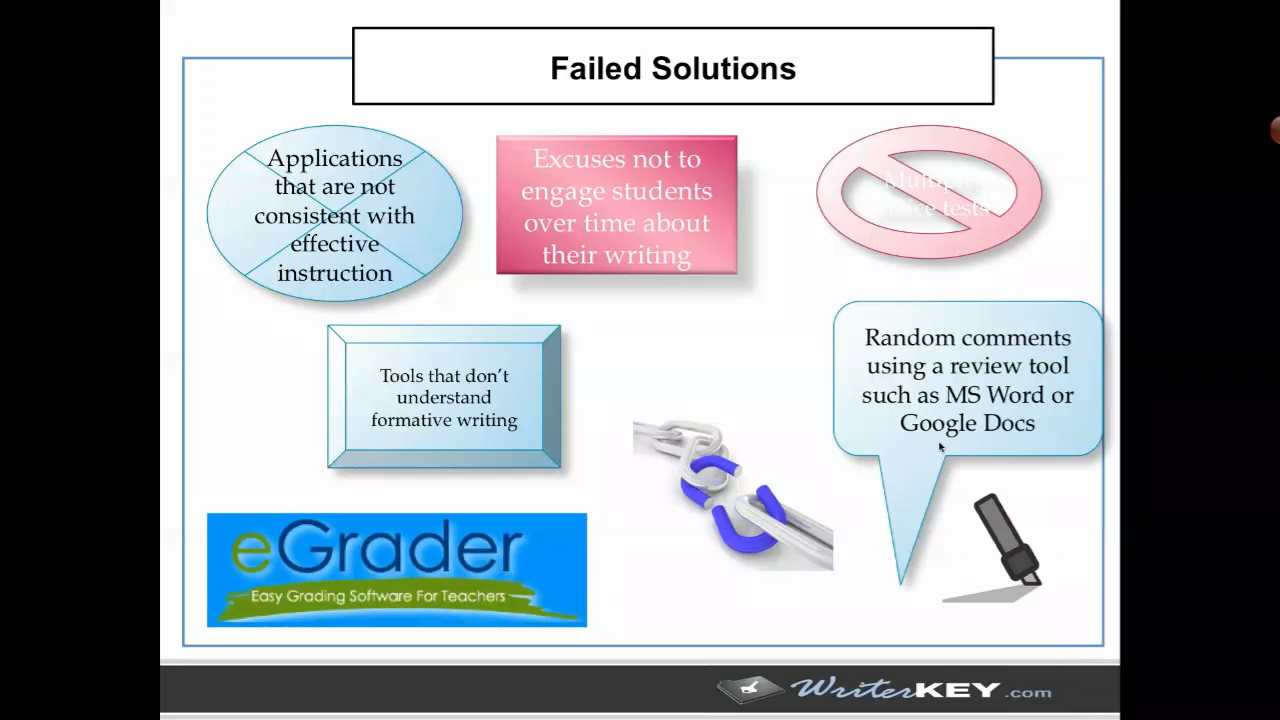 Failed Solutions
Applications
that are not
consistent with
effective
instruction
Excuses not to
engage students
over time about
their writing
tests
Tools that don't
understand
formative writing
Random comments
using a review tool
such as MS Word or
Google Docs
eGrader
Easy Grading Software For Teachers
WriterKEY.com